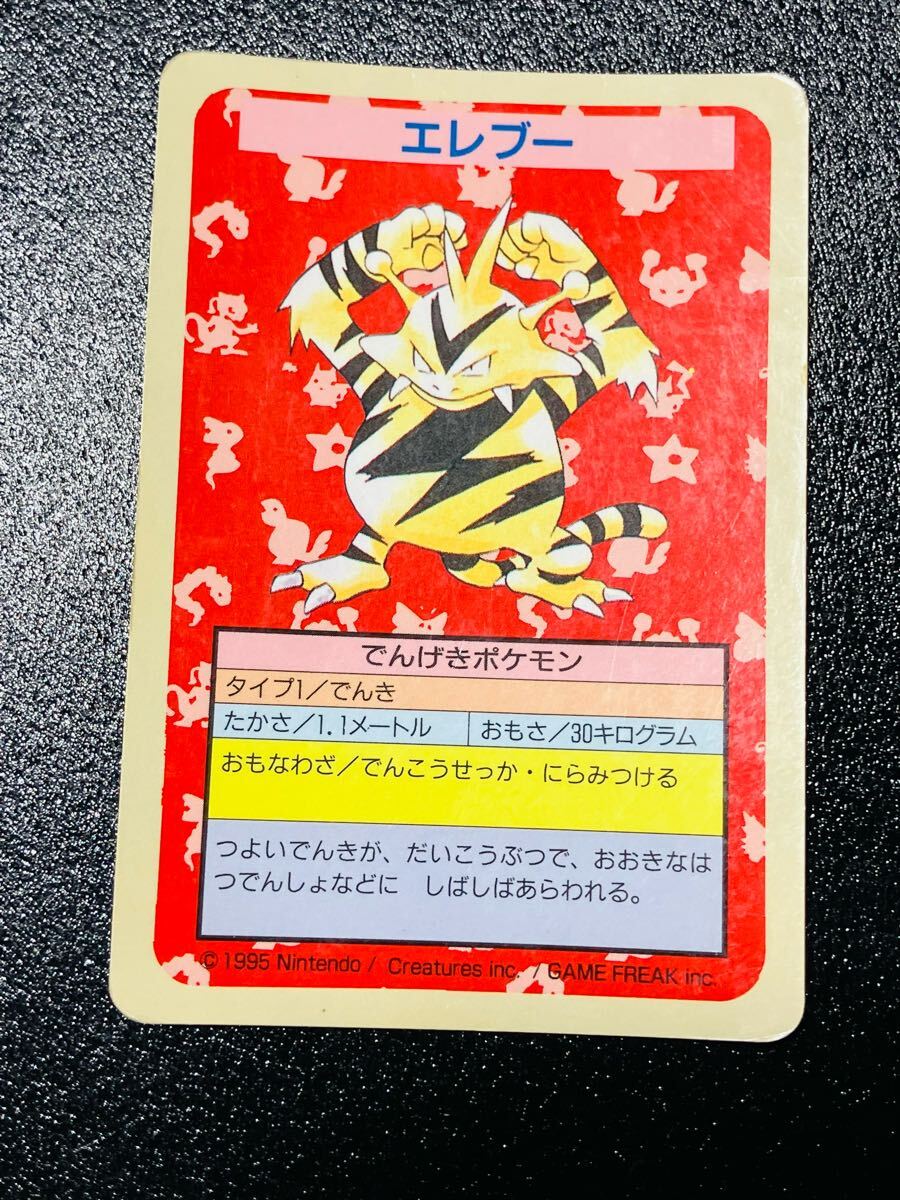 エレブー
でんげきポケモン
タイプ1/でんき
たかさ/1.1メートル
おもさ/30キログラム
おもなわざ/でんこうせっか・にらみつける
つよいでんきが、だいこうぶつで、おおきなは
つでんしょなどに　しばしばあらわれる。
© 1995 Nintendo / Creatures inc. / GAME FREAK inc.